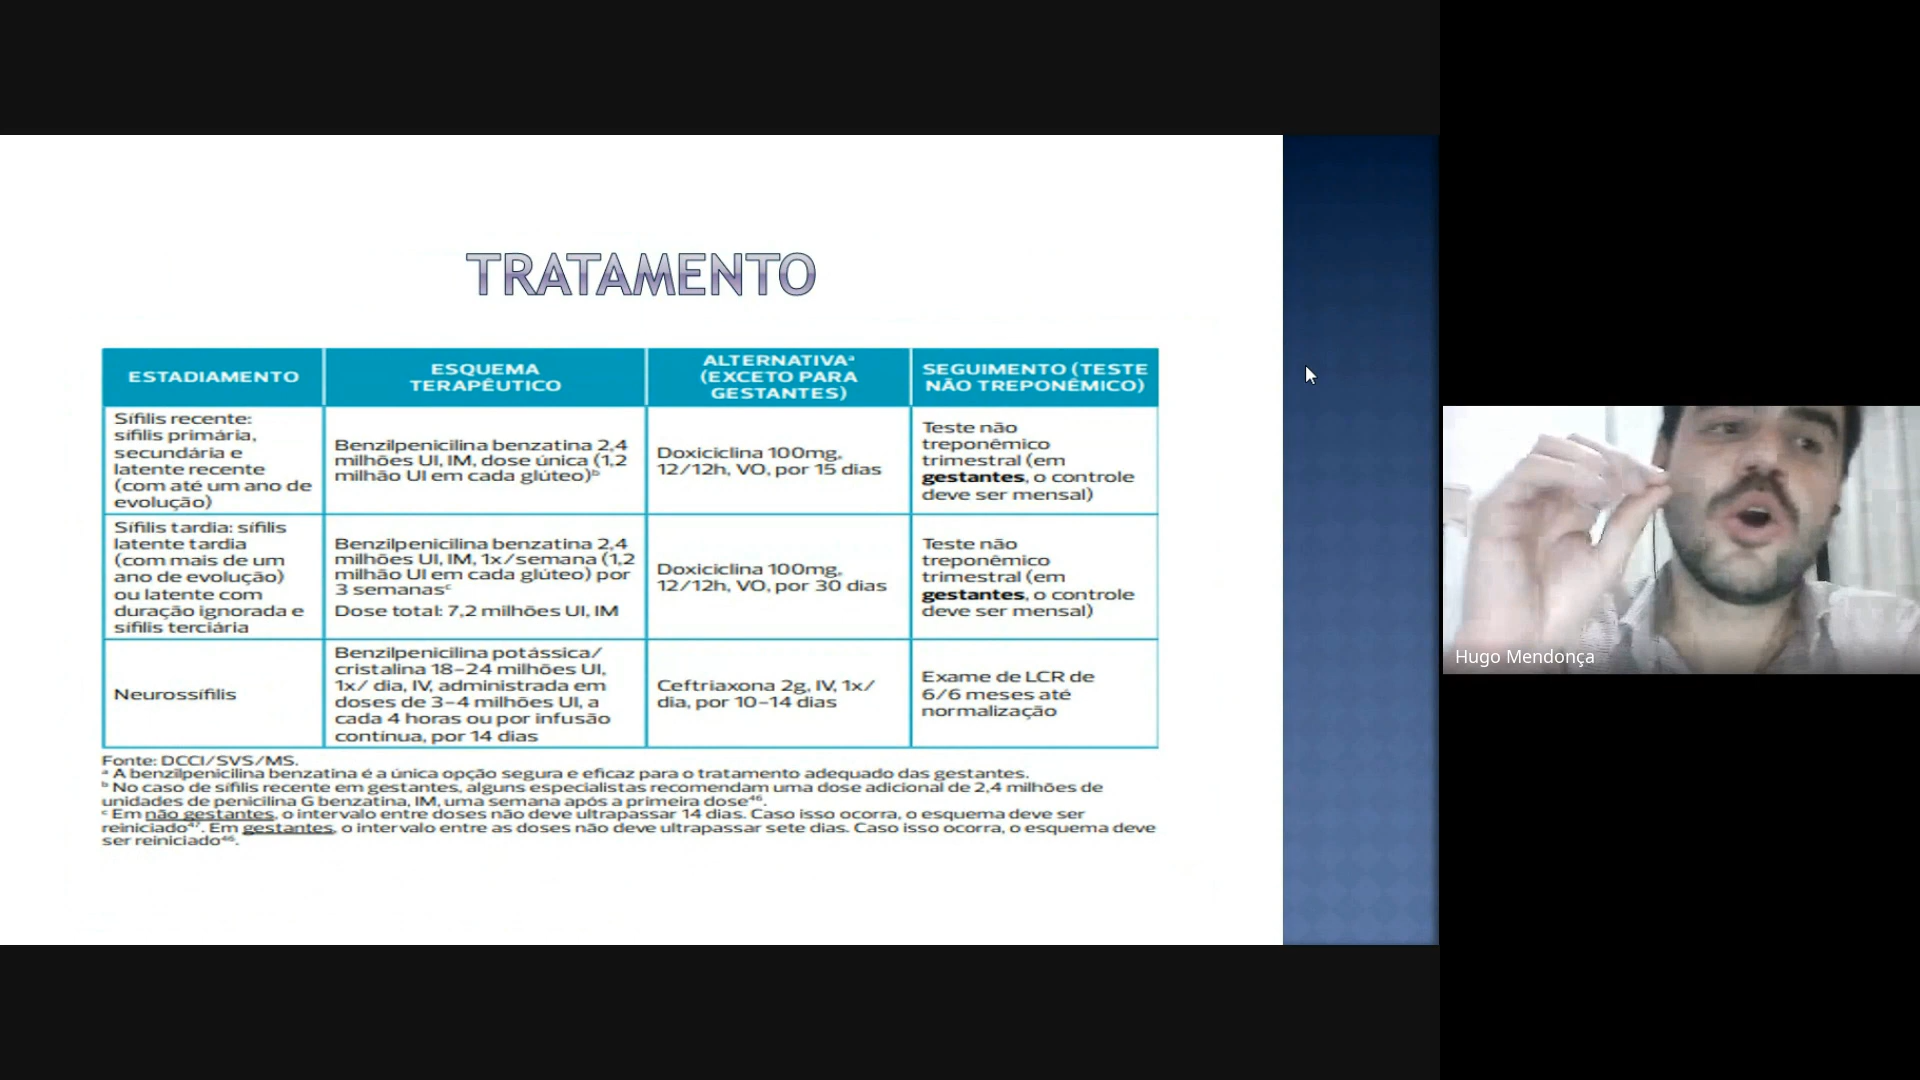 TRATAMENTO
ESTADIAMENTO
ESQUEMA
TERAPÊUTICO
ALTERNATIVAᵃ
(EXCETO PARA
GESTANTES)
SEGUIMENTO (TESTE
NÃO TREPONÊMICO)
Sífilis recente:
sífilis primária,
secundária e
latente recente
(com até um ano de
evolução)
Benzilpenicilina benzatina 2,4
milhões UI, IM, dose única (1,2
milhão UI em cada glúteo)ᵇ
Doxiciclina 100mg,
12/12h, VO, por 15 dias
Teste não
treponêmico
trimestral (em
gestantes, o controle
deve ser mensal)
Sífilis tardia: sífilis
latente tardia
(com mais de um
ano de evolução)
ou latente com
duração ignorada e
sífilis terciária
Benzilpenicilina benzatina 2,4
milhões UI, IM, 1x/semana (1,2
milhão UI em cada glúteo) por
3 semanasᶜ
Dose total: 7,2 milhões UI, IM
Doxiciclina 100mg,
12/12h, VO, por 30 dias
Teste não
treponêmico
trimestral (em
gestantes, o controle
deve ser mensal)
Neurossífilis
Benzilpenicilina potássica/
cristalina 18–24 milhões UI,
1x/ dia, IV, administrada em
doses de 3–4 milhões UI, a
cada 4 horas ou por infusão
contínua, por 14 dias
Ceftriaxona 2g, IV, 1x/
dia, por 10–14 dias
Exame de LCR de
6/6 meses até
normalização
Fonte: DCCI/SVS/MS.
ᵃ A benzilpenicilina benzatina é a única opção segura e eficaz para o tratamento adequado das gestantes.
ᵇ No caso de sífilis recente em gestantes, alguns especialistas recomendam uma dose adicional de 2,4 milhões de
unidades de penicilina G benzatina, IM, uma semana após a primeira dose⁴⁶.
ᶜ Em não gestantes, o intervalo entre doses não deve ultrapassar 14 dias. Caso isso ocorra, o esquema deve ser
reiniciado⁴⁷. Em gestantes, o intervalo entre as doses não deve ultrapassar sete dias. Caso isso ocorra, o esquema deve
ser reiniciado⁴⁶.
Hugo Mendonça